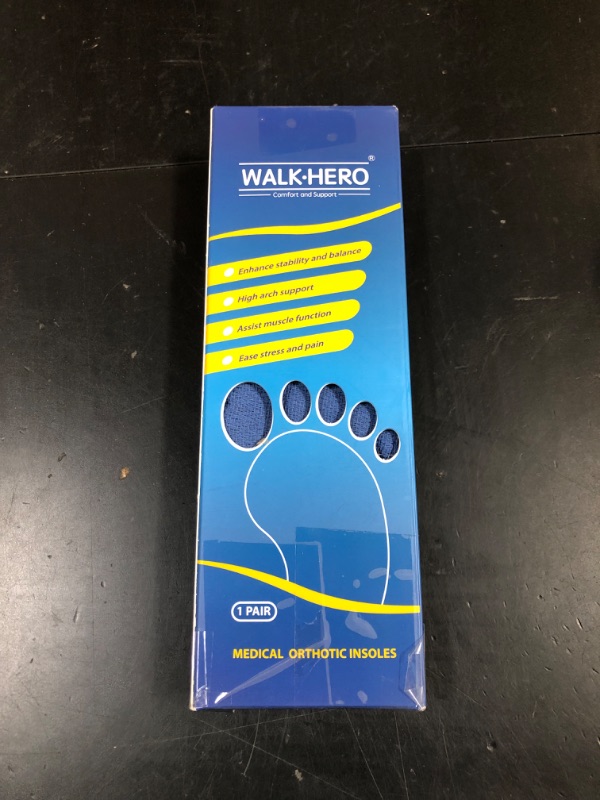 WALK·HERO®
Comfort and Support
Enhance stability and balance
High arch support
Assist muscle function
Ease stress and pain
1 PAIR
MEDICAL ORTHOTIC INSOLES